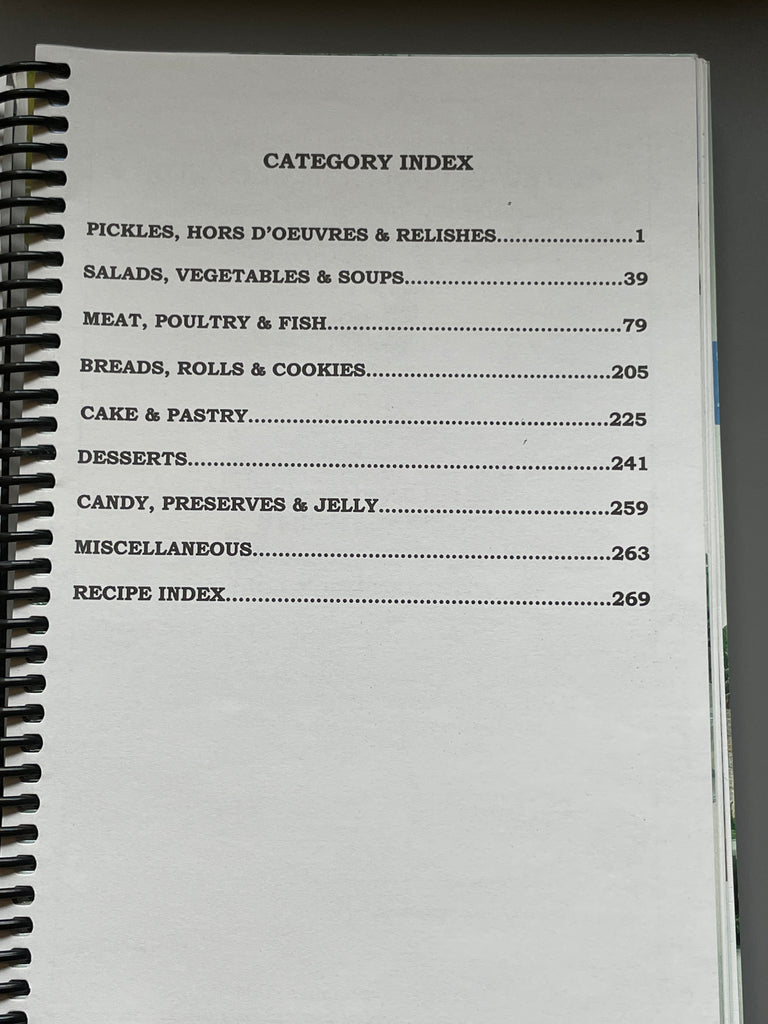 CATEGORY INDEX
PICKLES, HORS D'OEUVRES & RELISHES......................1
SALADS, VEGETABLES & SOUPS...................................39
MEAT, POULTRY & FISH...............................................79
BREADS, ROLLS & COOKIES.......................................205
CAKE & PASTRY.........................................................225
DESSERTS..................................................................241
CANDY, PRESERVES & JELLY.....................................259
MISCELLANEOUS........................................................263
RECIPE INDEX............................................................269